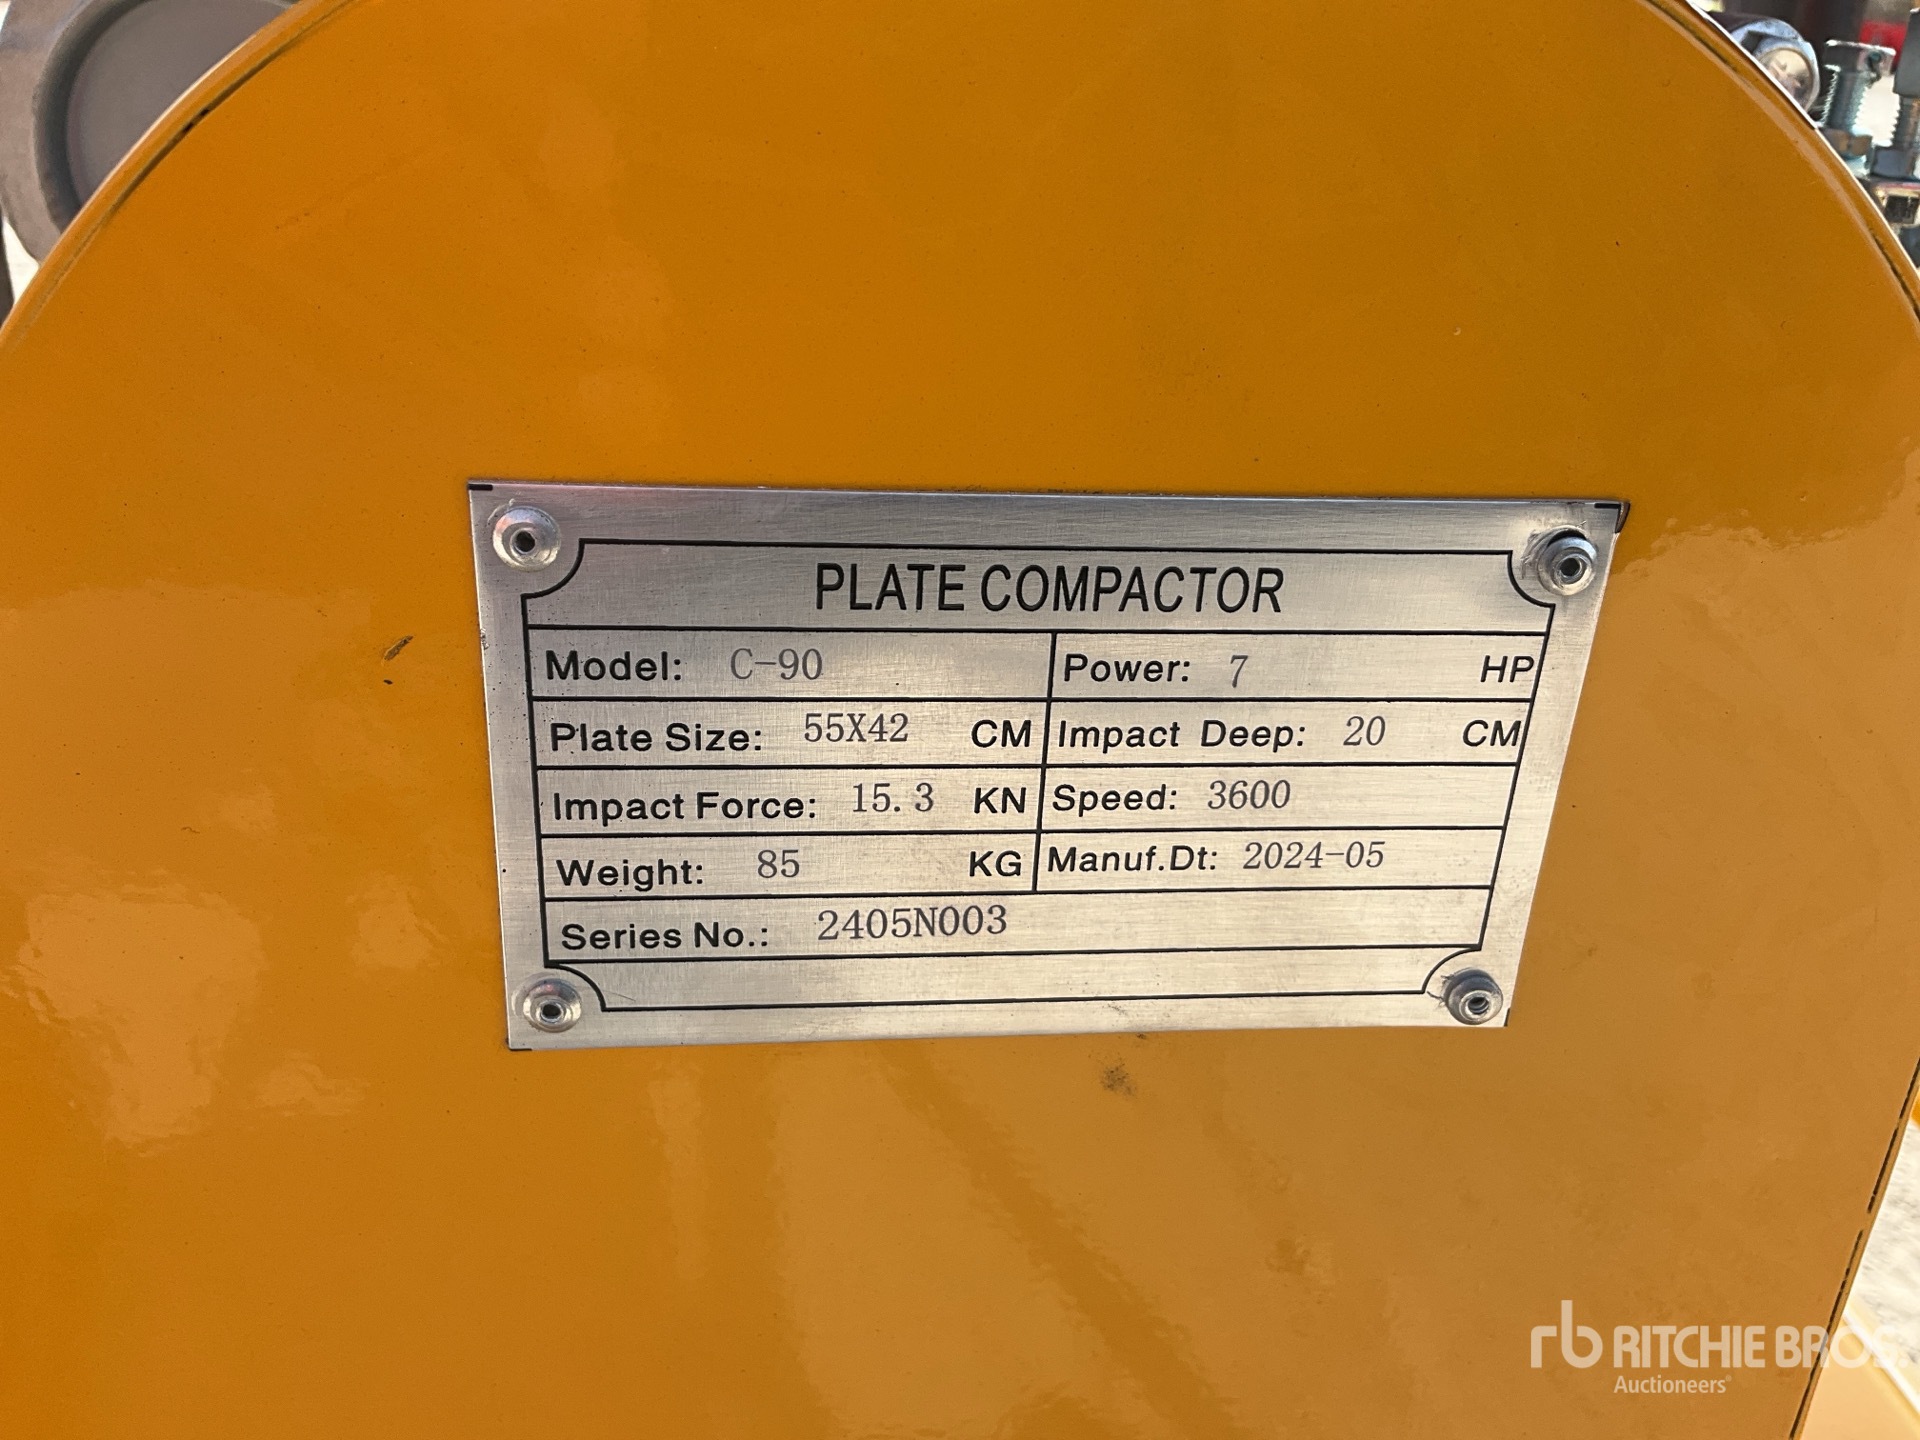 PLATE COMPACTOR
Model: C-90 Power: 7 HP
Plate Size: 55X42 CM Impact Deep: 20 CM
Impact Force: 15.3 KN Speed: 3600
Weight: 85 KG Manuf.Dt: 2024-05
Series No.: 2405N003
rb RITCHIE BROS.
Auctioneers